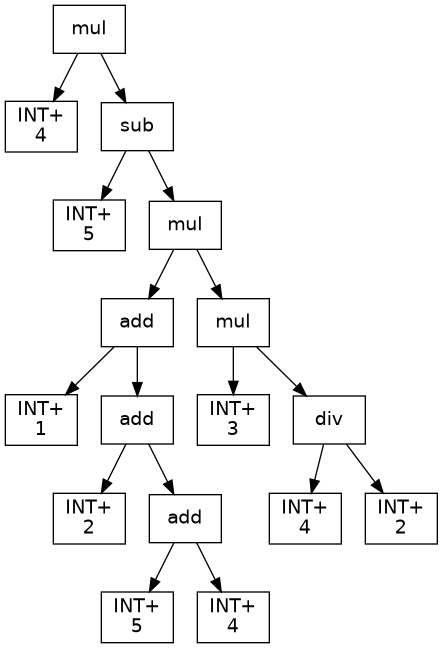 mul
INT+
4
sub
INT+
5
mul
add
mul
INT+
1
add
INT+
3
div
INT+
2
add
INT+
4
INT+
2
INT+
5
INT+
4